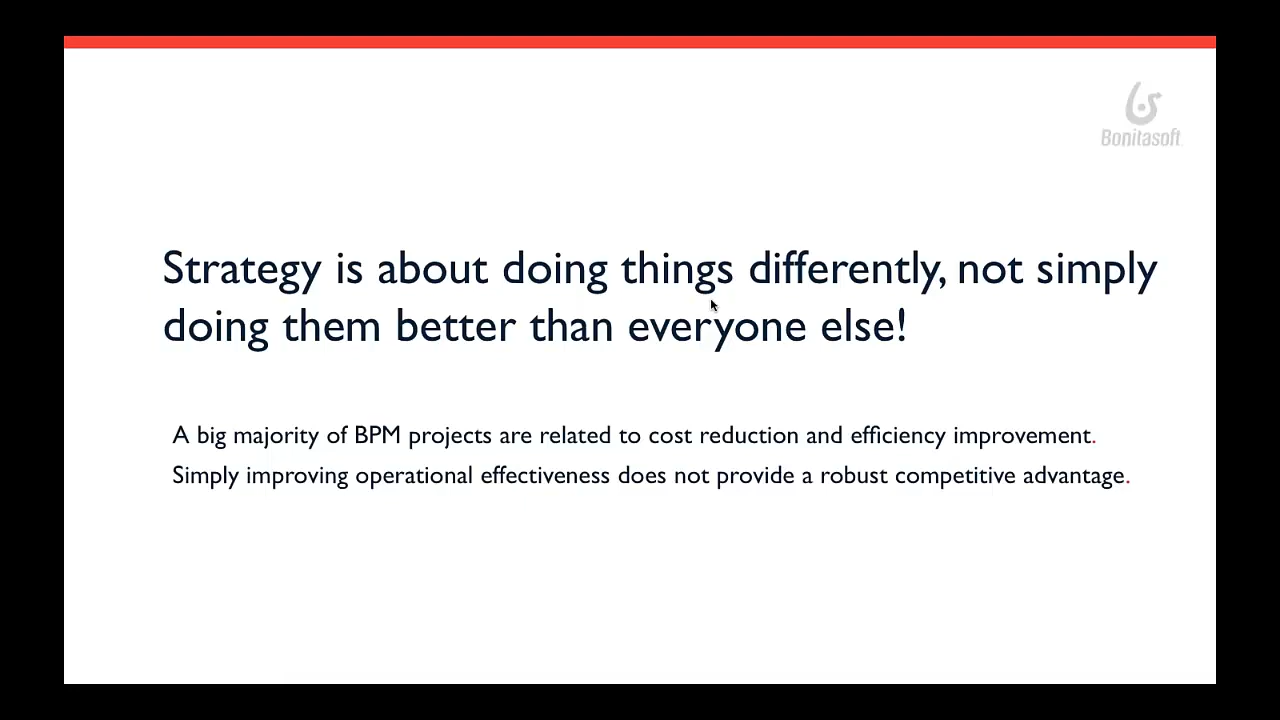 Bonitasoft
Strategy is about doing things differently, not simply
doing them better than everyone else!
A big majority of BPM projects are related to cost reduction and efficiency improvement.
Simply improving operational effectiveness does not provide a robust competitive advantage.